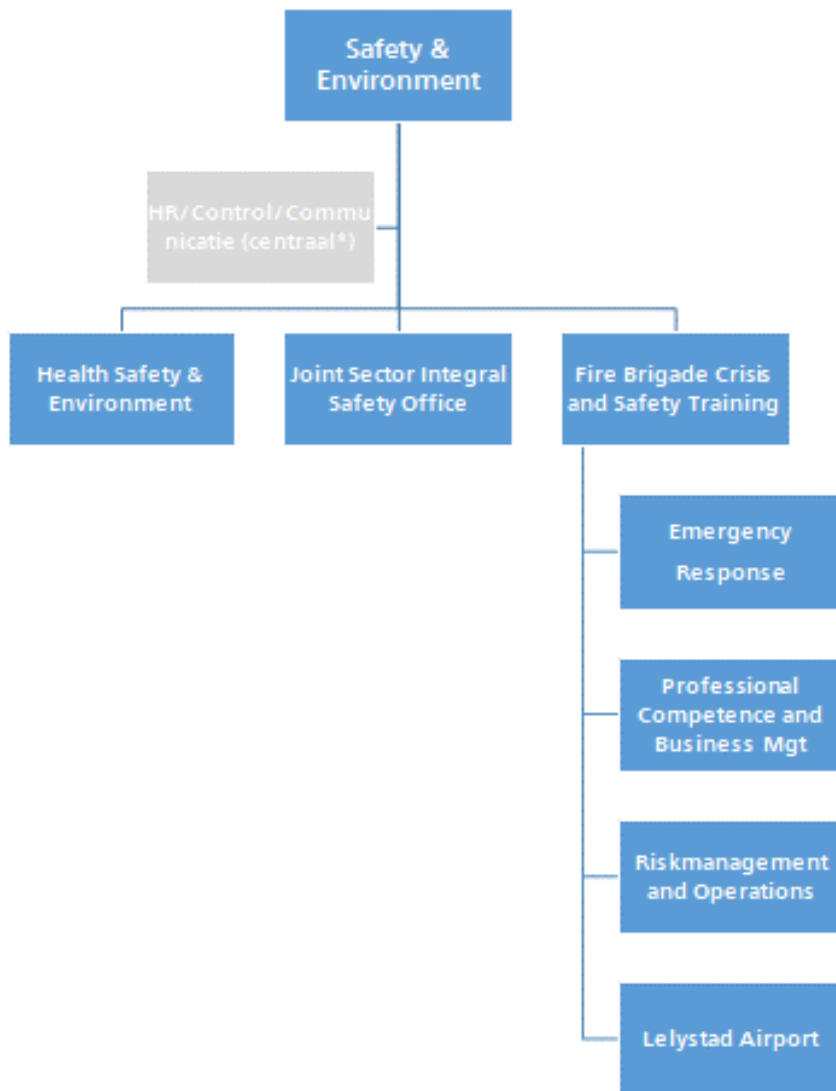 Safety &
Environment
HR/Control/Commu
nicatie (centraal*)
Health Safety &
Environment
Joint Sector Integral
Safety Office
Fire Brigade Crisis
and Safety Training
Emergency
Response
Professional
Competence and
Business Mgt
Riskmanagement
and Operations
Lelystad Airport